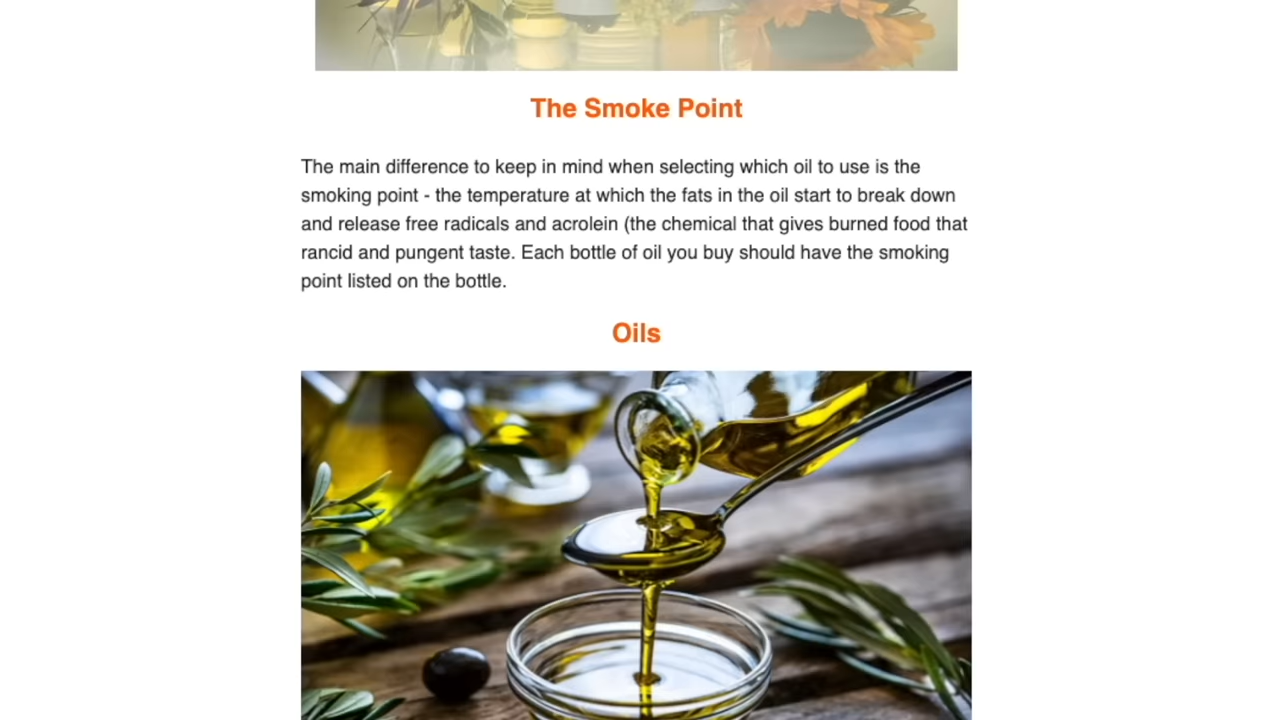 The Smoke Point
The main difference to keep in mind when selecting which oil to use is the
smoking point - the temperature at which the fats in the oil start to break down
and release free radicals and acrolein (the chemical that gives burned food that
rancid and pungent taste. Each bottle of oil you buy should have the smoking
point listed on the bottle.
Oils